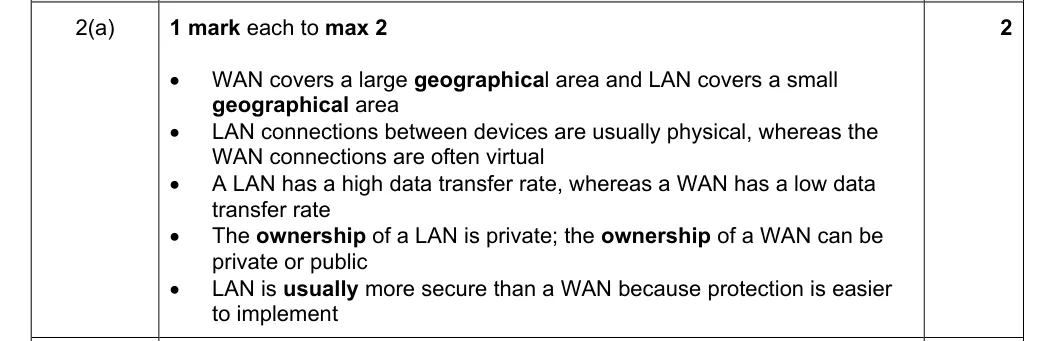 2(a)
1 mark each to max 2
2
• WAN covers a large geographical area and LAN covers a small
geographical area
• LAN connections between devices are usually physical, whereas the
WAN connections are often virtual
• A LAN has a high data transfer rate, whereas a WAN has a low data
transfer rate
• The ownership of a LAN is private; the ownership of a WAN can be
private or public
• LAN is usually more secure than a WAN because protection is easier
to implement